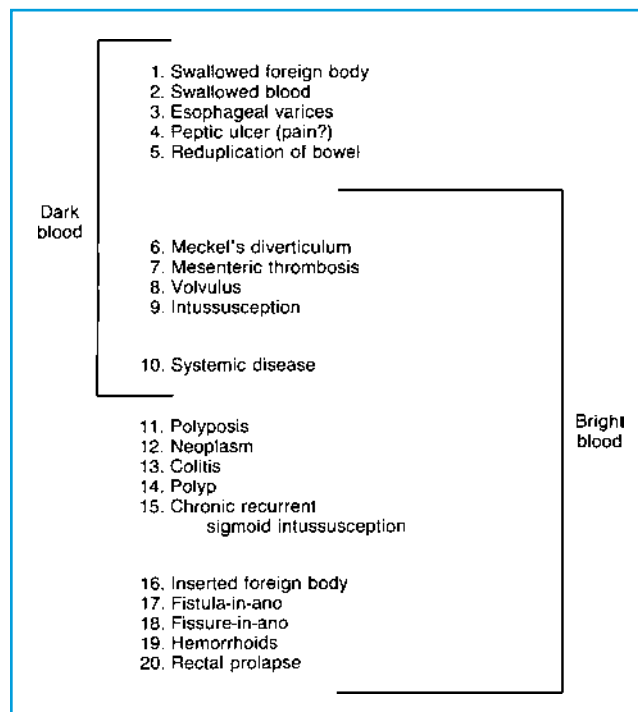 1. Swallowed foreign body
2. Swallowed blood
3. Esophageal varices
4. Peptic ulcer (pain?)
5. Reduplication of bowel
Dark
blood
6. Meckel's diverticulum
7. Mesenteric thrombosis
8. Volvulus
9. Intussusception
10. Systemic disease
11. Polyposis
12. Neoplasm
13. Colitis
14. Polyp
15. Chronic recurrent
sigmoid intussusception
Bright
blood
16. Inserted foreign body
17. Fistula-in-ano
18. Fissure-in-ano
19. Hemorrhoids
20. Rectal prolapse